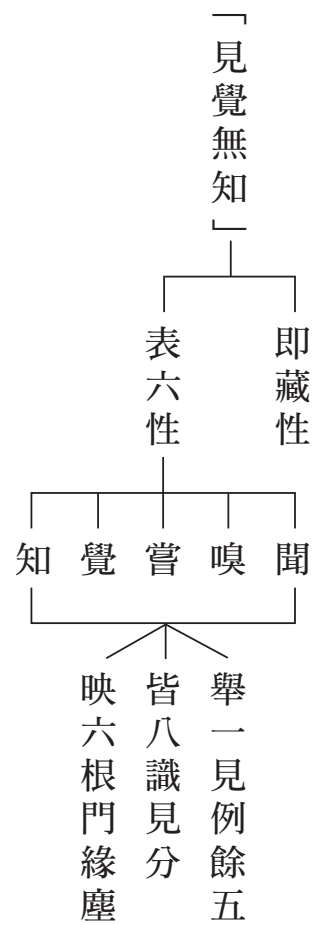 「見覺無知」
即藏性
表六性
聞
嗅
嘗
覺
知
舉一見例餘五
皆八識見分
映六根門緣塵